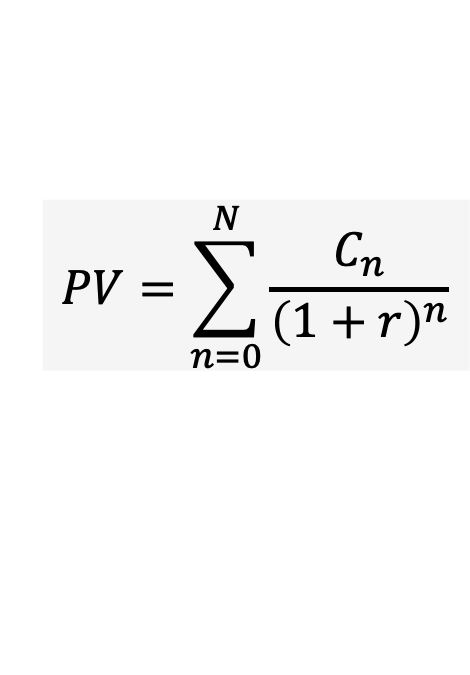 PV = \sum_{n=0}^{N} \frac{C_n}{(1 + r)^n}